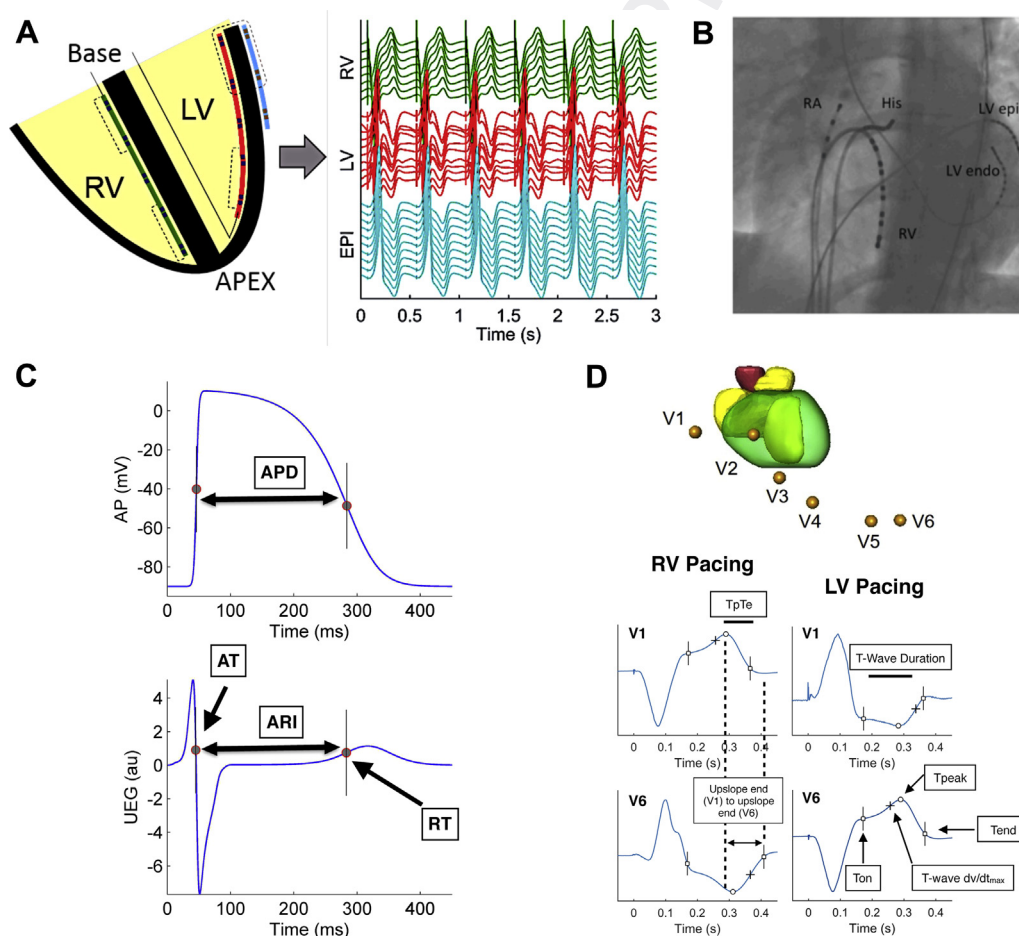 A
Base
LV
RV
APEX
RV
LV
EPI
0 0.5 1 1.5 2 2.5 3
Time (s)
B
RA
His
LV epi
LV endo
RV
C
0
-20
-40
-60
-80
AP (mV)
APD
0 100 200 300 400
Time (ms)
AT
4
2
0
-2
-4
-6
UEG (au)
ARI
RT
0 100 200 300 400
Time (ms)
D
V1
V2
V3
V4
V5
V6
RV Pacing
LV Pacing
TpTe
V1
0 0.1 0.2 0.3 0.4
Time (s)
V1
T-Wave Duration
0 0.1 0.2 0.3 0.4
Time (s)
Upslope end
(V1) to upslope
end (V6)
V6
0 0.1 0.2 0.3 0.4
Time (s)
V6
Tpeak
Tend
Ton
T-wave dv/dtmax
0 0.1 0.2 0.3 0.4
Time (s)